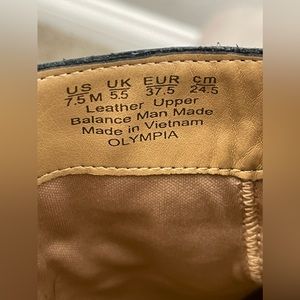 US UK EUR cm
7.5 M 5.5 37.5 24.5
Leather Upper
Balance Man Made
Made in Vietnam
OLYMPIA